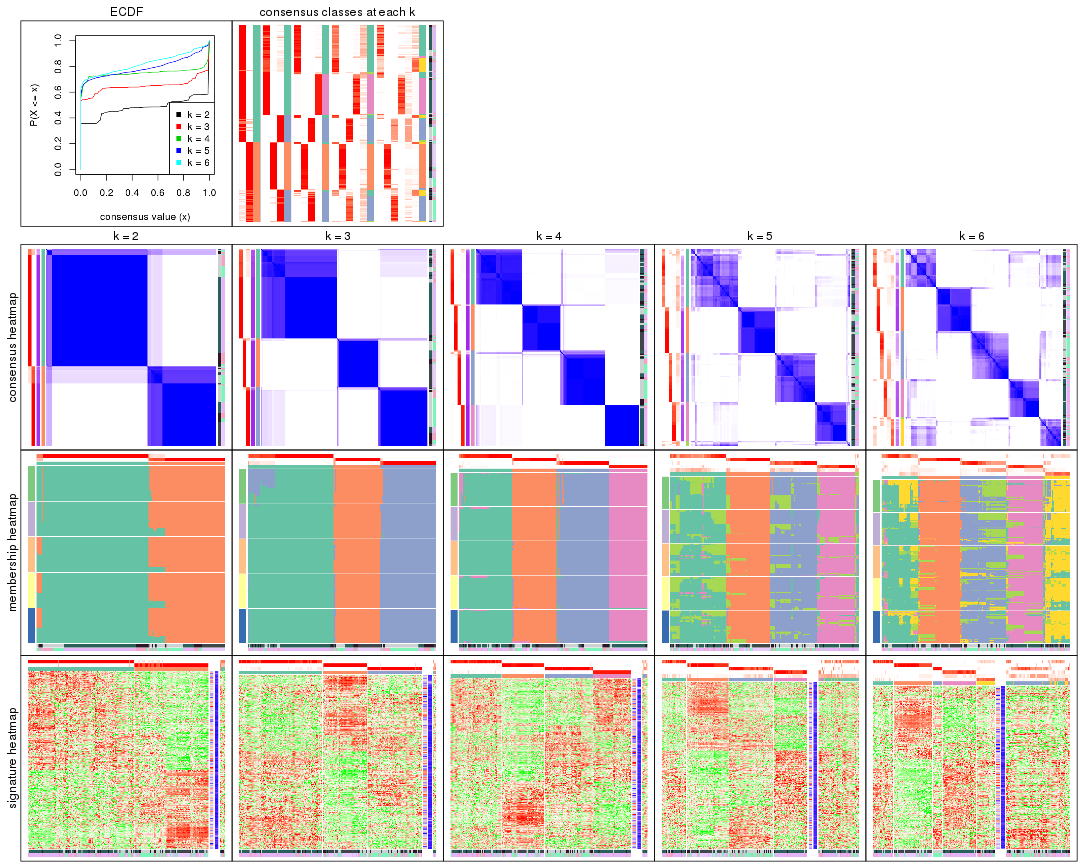 ECDF
consensus classes at each k
P(X <= x)
0.0 0.2 0.4 0.6 0.8 1.0
k = 2
k = 3
k = 4
k = 5
k = 6
0.0 0.2 0.4 0.6 0.8 1.0
consensus value (x)
k = 2
k = 3
k = 4
k = 5
k = 6
consensus heatmap
membership heatmap
signature heatmap